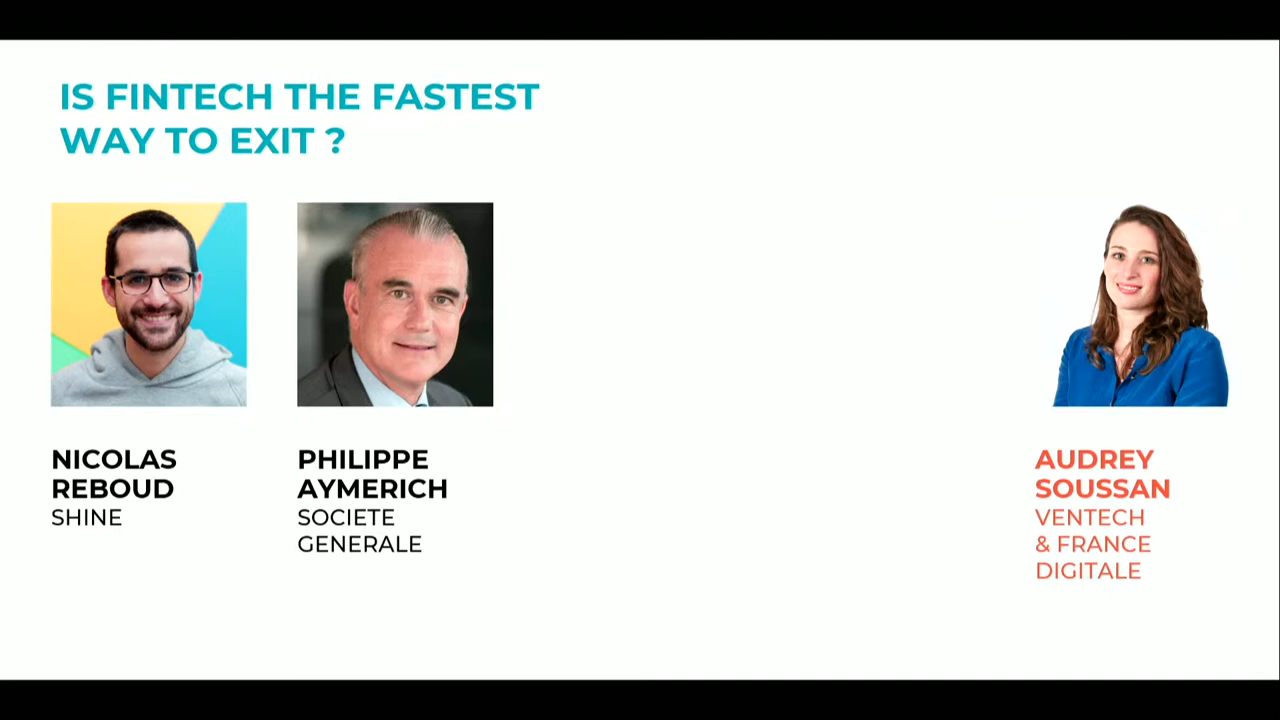 IS FINTECH THE FASTEST
WAY TO EXIT ?
NICOLAS
REBOUD
SHINE
PHILIPPE
AYMERICH
SOCIETE
GENERALE
AUDREY
SOUSSAN
VENTECH
& FRANCE
DIGITALE